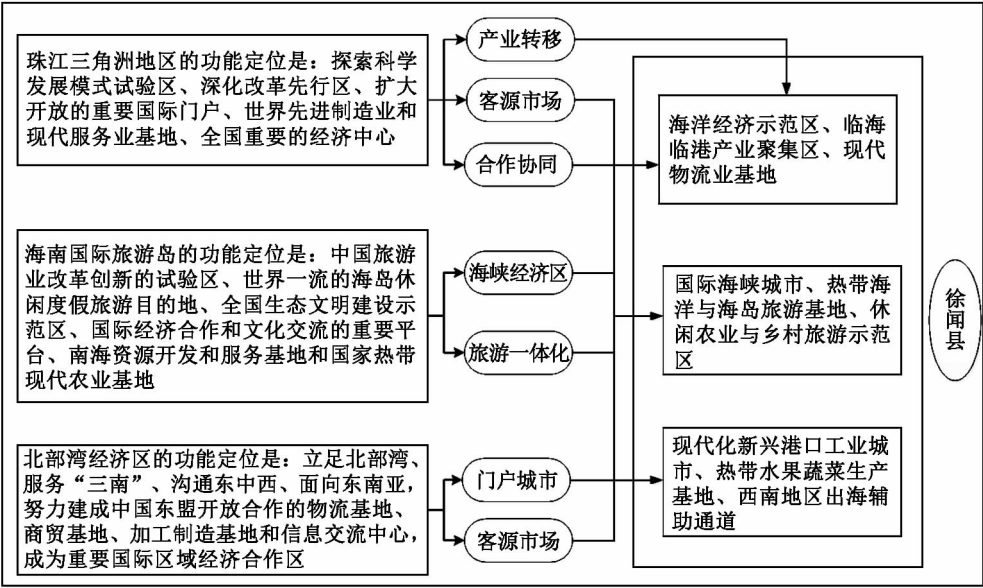 珠江三角洲地区的功能定位是：探索科学
发展模式试验区、深化改革先行区、扩大
开放的重要国际门户、世界先进制造业和
现代服务业基地、全国重要的经济中心
产业转移
客源市场
合作协同
海洋经济示范区、临海
临港产业聚集区、现代
物流业基地
海南国际旅游岛的功能定位是：中国旅游
业改革创新的试验区、世界一流的海岛休
闲度假旅游目的地、全国生态文明建设示
范区、国际经济合作和文化交流的重要平
台、南海资源开发和服务基地和国家热带
现代农业基地
海峡经济区
旅游一体化
国际海峡城市、热带海
洋与海岛旅游基地、休
闲农业与乡村旅游示范
区
徐闻县
北部湾经济区的功能定位是：立足北部湾、
服务“三南”、沟通东中西、面向东南亚，
努力建成中国东盟开放合作的物流基地、
商贸基地、加工制造基地和信息交流中心，
成为重要国际区域经济合作区
门户城市
客源市场
现代化新兴港口工业城
市、热带水果蔬菜生产
基地、西南地区出海辅
助通道